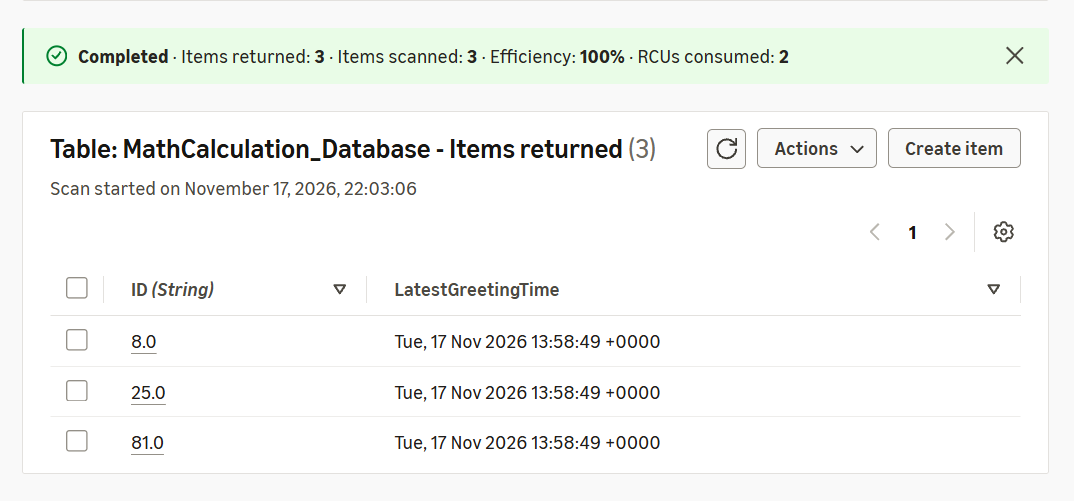 Completed · Items returned: 3 · Items scanned: 3 · Efficiency: 100% · RCUs consumed: 2
Table: MathCalculation_Database - Items returned (3)
Actions
Create item
Scan started on November 17, 2026, 22:03:06
1
ID (String) LatestGreetingTime
8.0 Tue, 17 Nov 2026 13:58:49 +0000
25.0 Tue, 17 Nov 2026 13:58:49 +0000
81.0 Tue, 17 Nov 2026 13:58:49 +0000